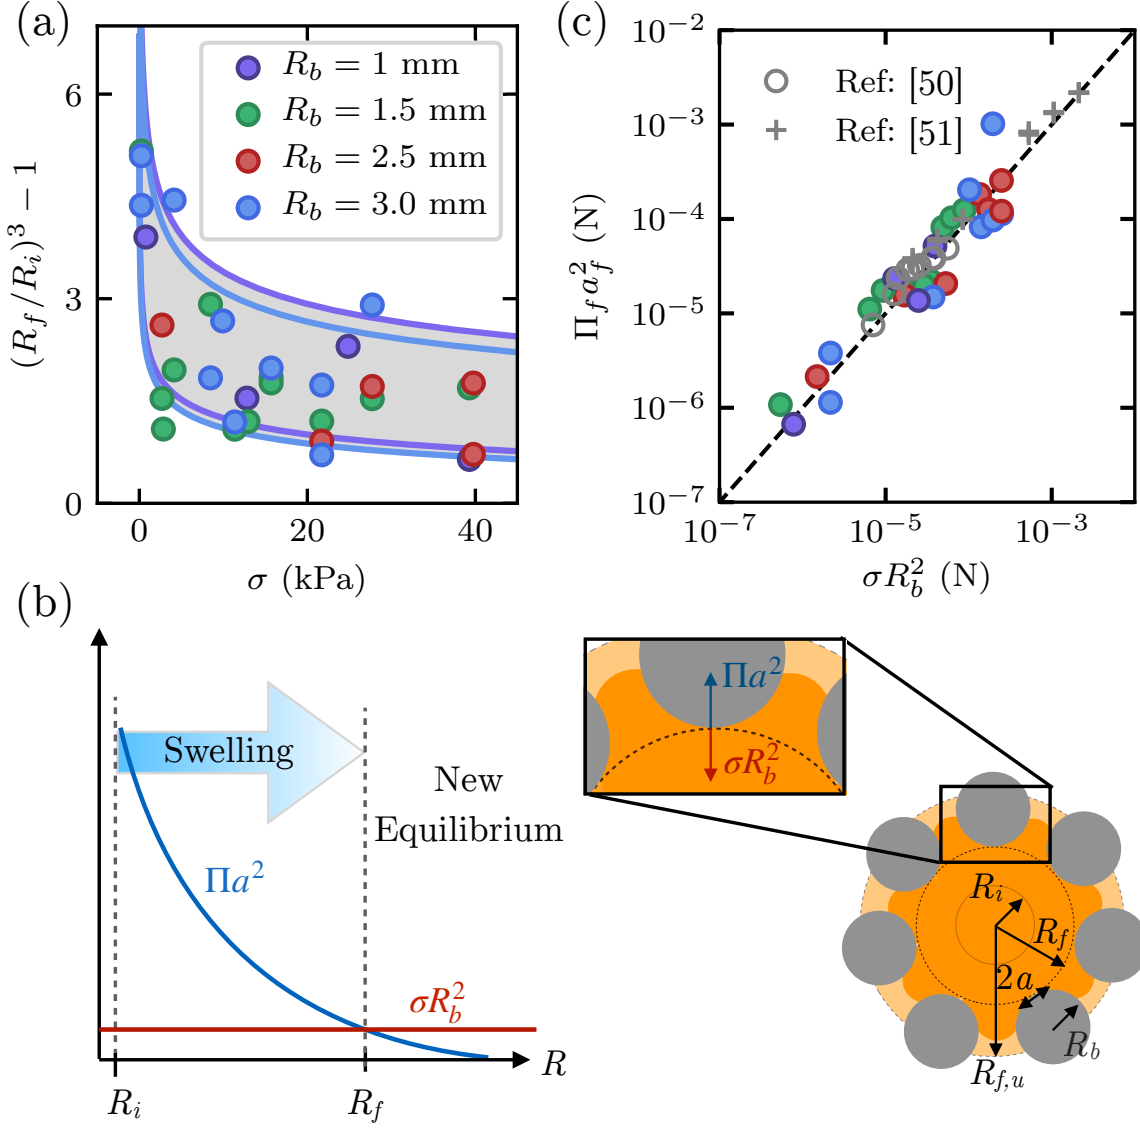 (a)
(R_f/R_i)^3 − 1
6
3
0
R_b = 1 mm
R_b = 1.5 mm
R_b = 2.5 mm
R_b = 3.0 mm
0
20
40
σ (kPa)
(c)
Π_f a_f^2 (N)
10^−2
10^−3
10^−4
10^−5
10^−6
10^−7
Ref: [50]
Ref: [51]
10^−7
10^−5
10^−3
σR_b^2 (N)
(b)
Swelling
New
Equilibrium
Πa^2
σR_b^2
R
R_i
R_f
Πa^2
σR_b^2
R_i
R_f
2a
R_b
R_{f,u}